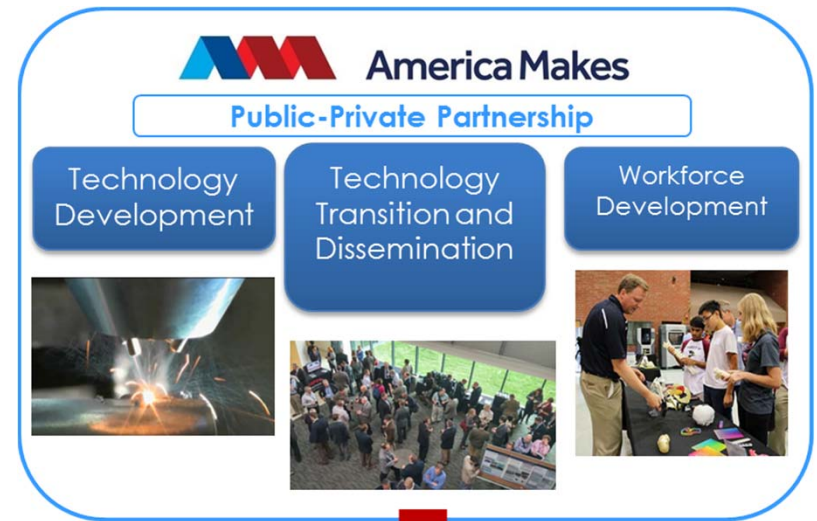 America Makes
Public-Private Partnership
Technology
Development
Technology
Transition and
Dissemination
Workforce
Development